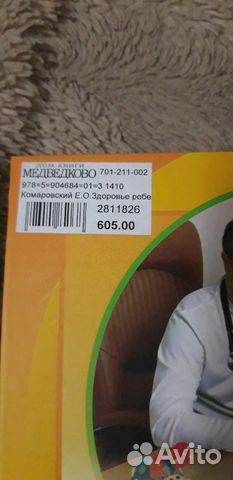 ДОМ КНИГИ
МЕДВЕДКОВО 701-211-002
978=5=904684=01=3 1410
Комаровский Е.О.Здоровье ребе
2811826
605.00
Avito